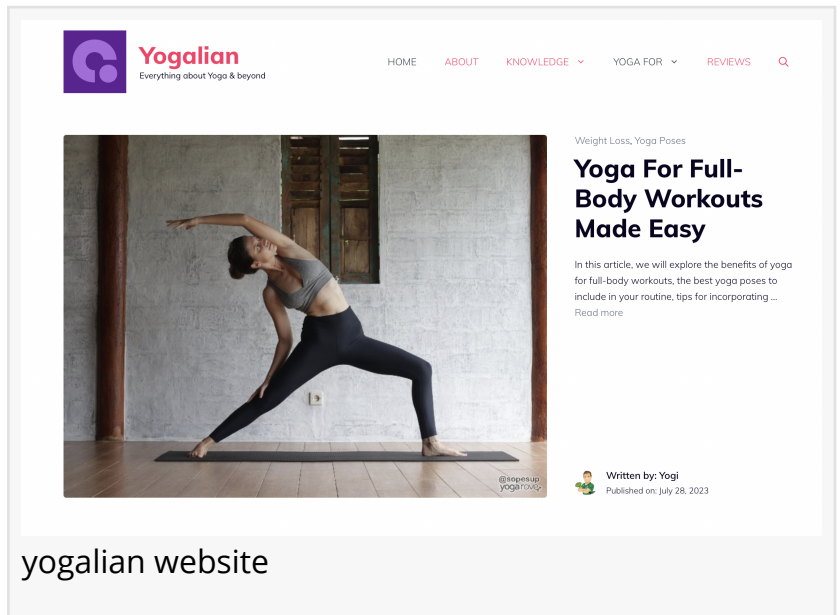 Yogalian
Everything about Yoga & beyond
HOME ABOUT KNOWLEDGE YOGA FOR REVIEWS
Weight Loss, Yoga Poses
Yoga For Full-
Body Workouts
Made Easy
In this article, we will explore the benefits of yoga
for full-body workouts, the best yoga poses to
include in your routine, tips for incorporating ...
Read more
@sopesup
yogarove.
Written by: Yogi
Published on: July 28, 2023
yogalian website